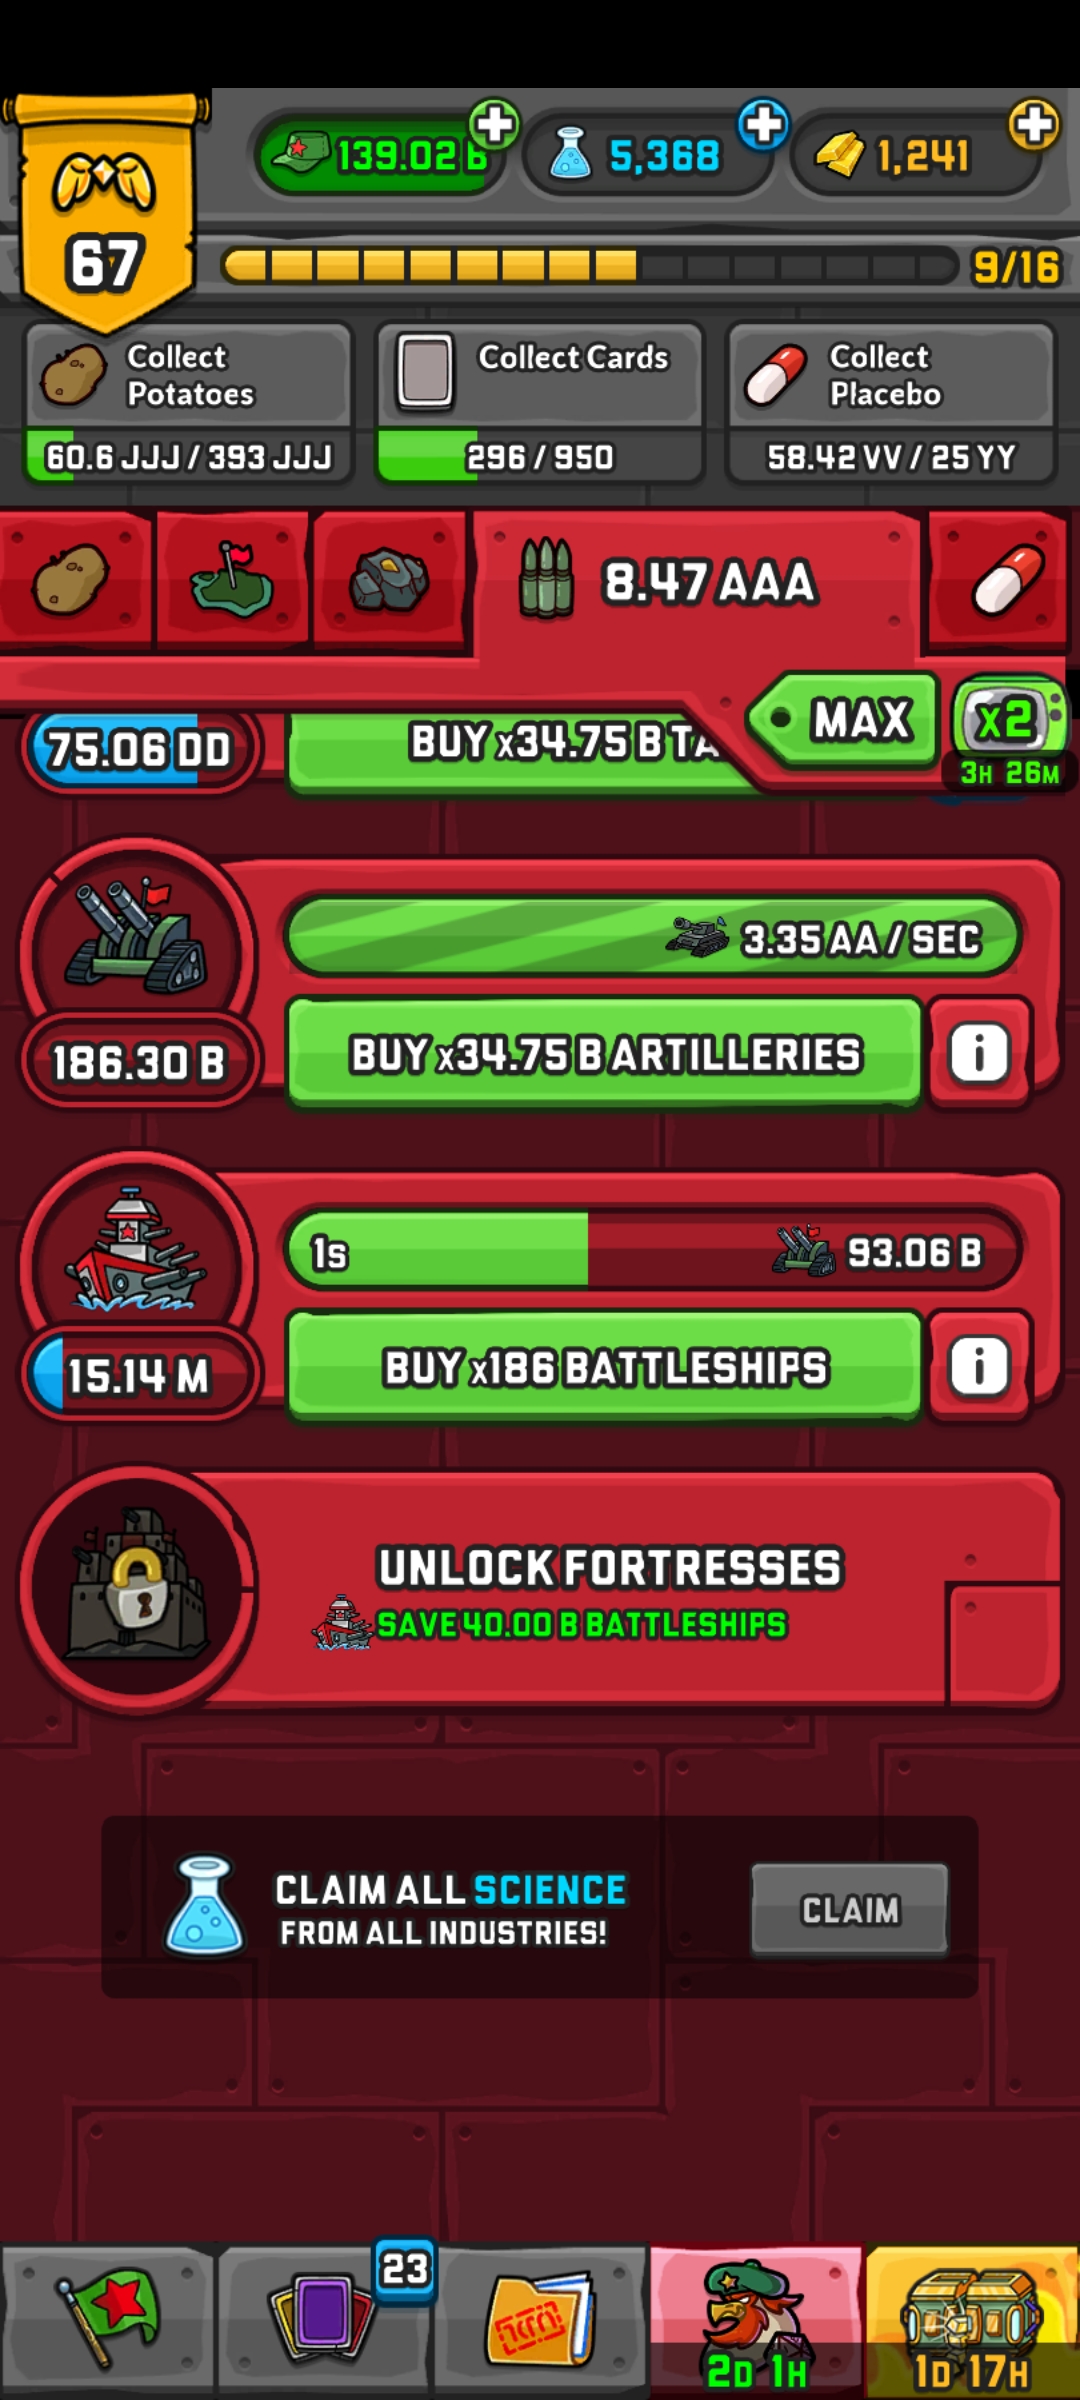 139.02 B
5,368
1,241
67
9/16
Collect
Potatoes
60.6 JJJ / 393 JJJ
Collect Cards
296 / 950
Collect
Placebo
58.42 VV / 25 YY
8.47 AAA
MAX
x2
3H 26M
75.06 DD
BUY x34.75 B TA
3.35 AA / SEC
186.30 B
BUY x34.75 B ARTILLERIES
i
1s
93.06 B
15.14 M
BUY x186 BATTLESHIPS
i
UNLOCK FORTRESSES
SAVE 40.00 B BATTLESHIPS
CLAIM ALL SCIENCE
FROM ALL INDUSTRIES!
CLAIM
23
2D 1H
1D 17H